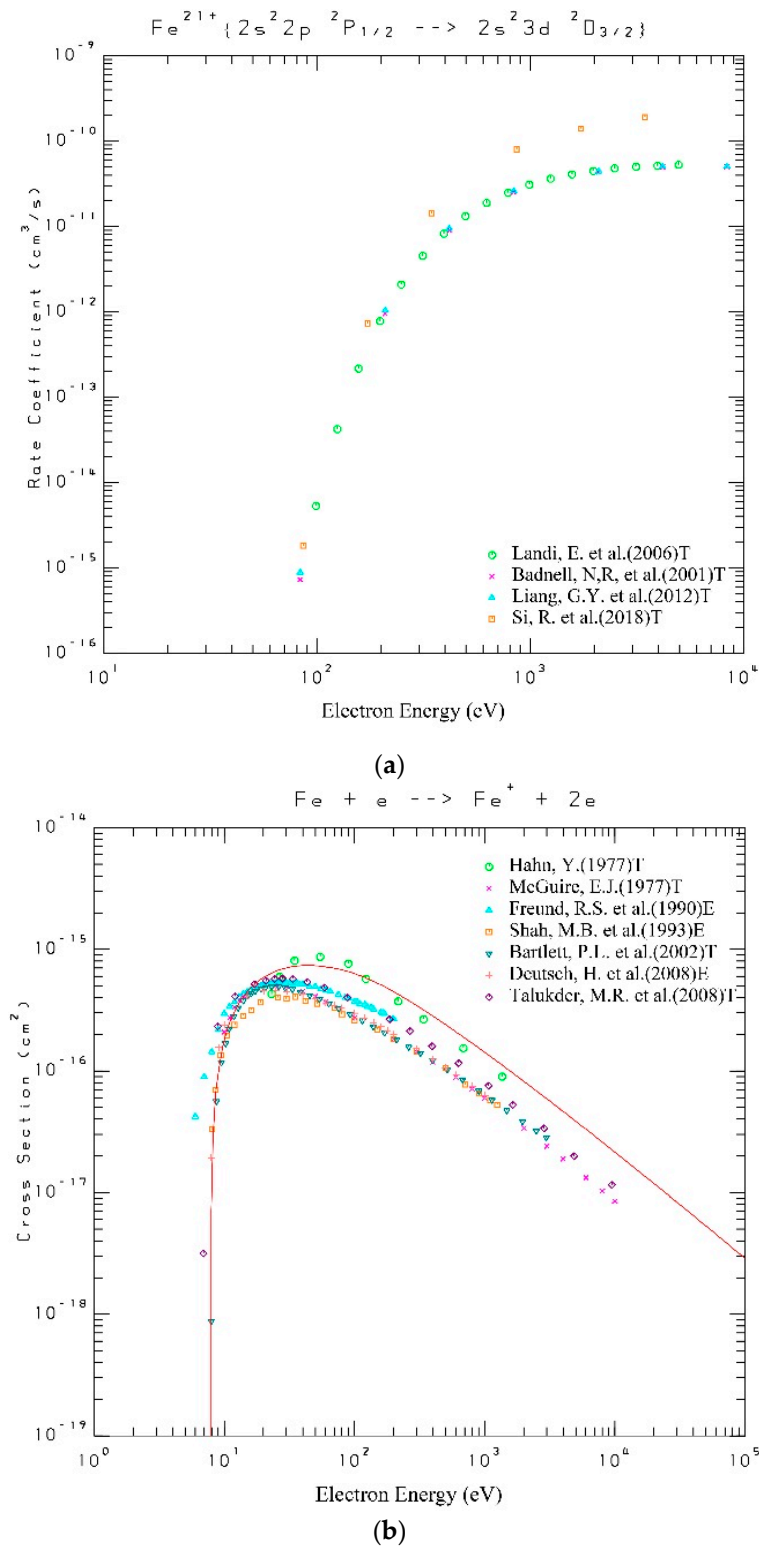 Fe²¹⁺{2s²2p ²P₁/₂ --> 2s²3d ²D₃/₂}
10⁻⁹
10⁻¹⁰
10⁻¹¹
10⁻¹²
10⁻¹³
10⁻¹⁴
10⁻¹⁵
10⁻¹⁶
Rate Coefficient (cm³/s)
Landi, E. et al.(2006)T
Badnell, N,R, et al.(2001)T
Liang, G.Y. et al.(2012)T
Si, R. et al.(2018)T
10¹ 10² 10³ 10⁴
Electron Energy (eV)
(a)
Fe + e --> Fe⁺ + 2e
10⁻¹⁴
10⁻¹⁵
10⁻¹⁶
10⁻¹⁷
10⁻¹⁸
10⁻¹⁹
Cross Section (cm²)
Hahn, Y.(1977)T
McGuire, E.J.(1977)T
Freund, R.S. et al.(1990)E
Shah, M.B. et al.(1993)E
Bartlett, P.L. et al.(2002)T
Deutsch, H. et al.(2008)E
Talukder, M.R. et al.(2008)T
10⁰ 10¹ 10² 10³ 10⁴ 10⁵
Electron Energy (eV)
(b)